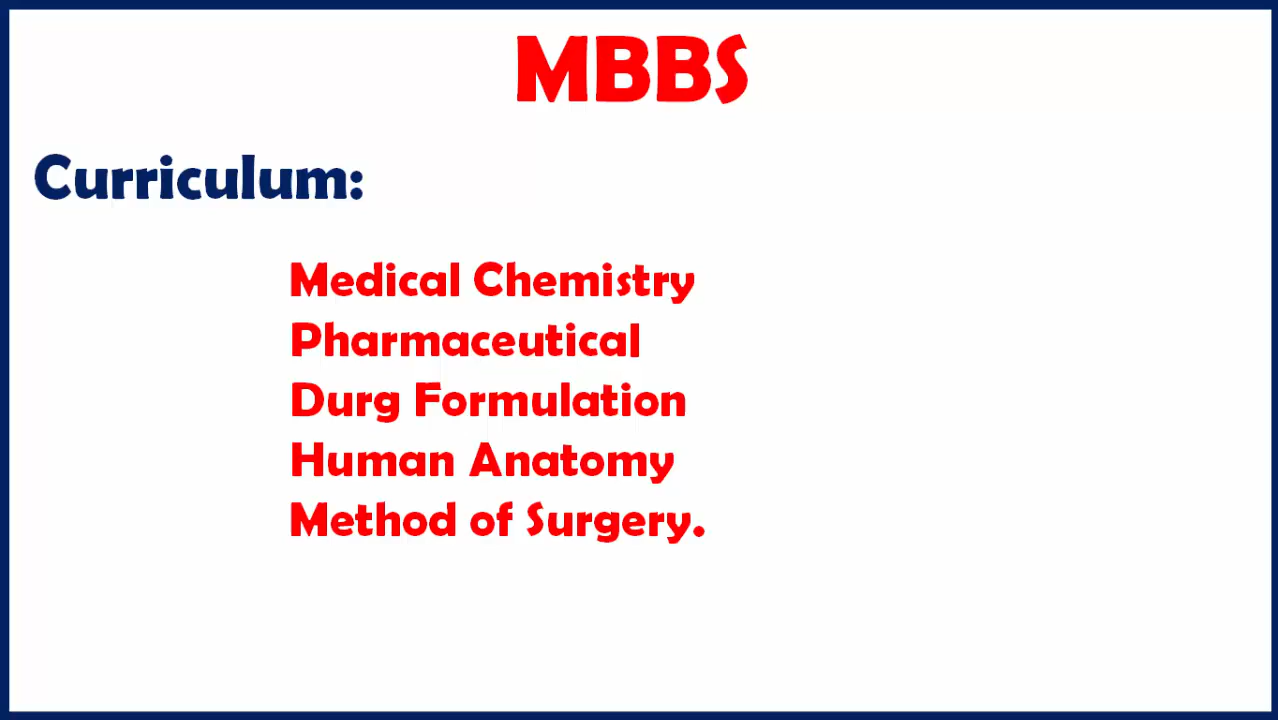 MBBS
Curriculum:
Medical Chemistry
Pharmaceutical
Durg Formulation
Human Anatomy
Method of Surgery.